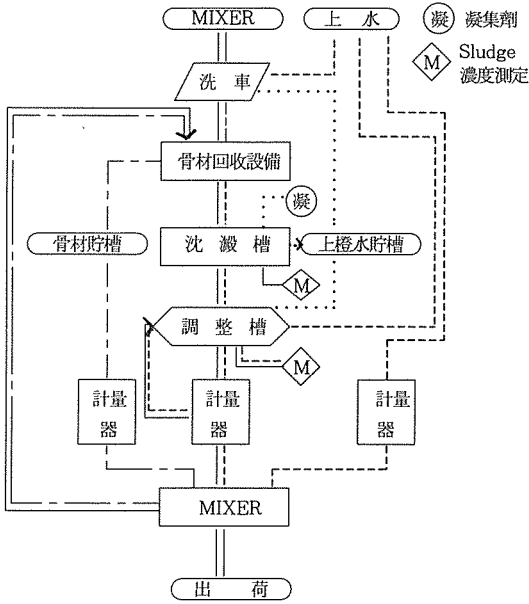 MIXER
上 水
凝 凝集劑
M Sludge
濃度測定
洗 車
骨材回收設備
凝
骨材貯槽
沈 澱 槽
上橙水貯槽
M
調 整 槽
M
計量
器
計量
器
計量
器
MIXER
出 荷